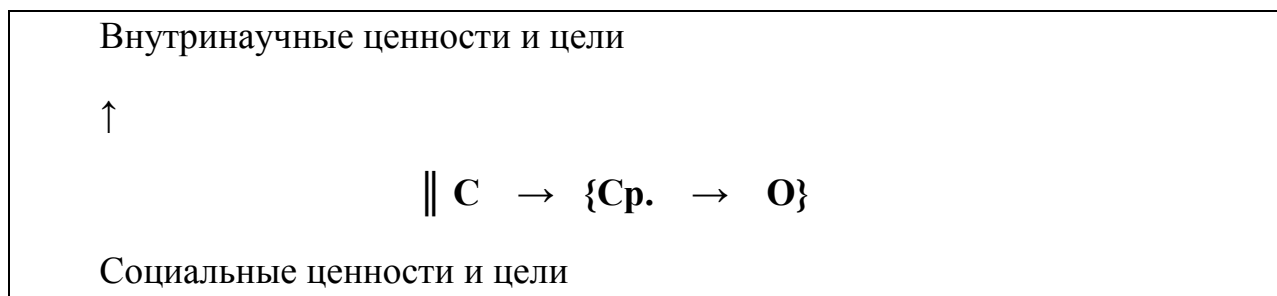 Внутринаучные ценности и цели
↑
‖ С → {Ср. → О}
Социальные ценности и цели